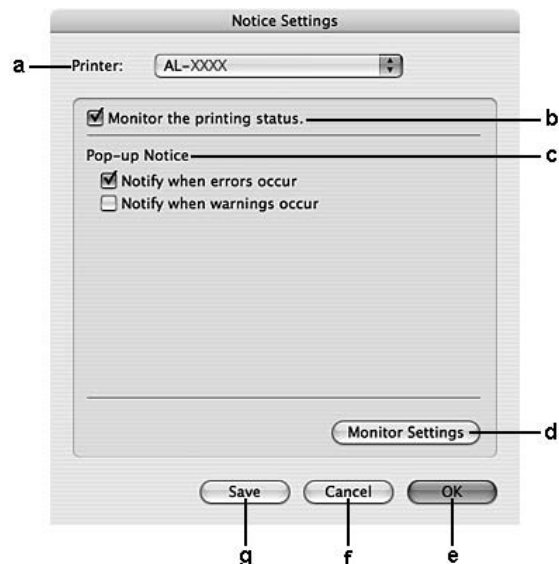 Notice Settings
a Printer: AL-XXXX
Monitor the printing status. b
Pop-up Notice c
Notify when errors occur
Notify when warnings occur
Monitor Settings d
Save Cancel OK
g f e